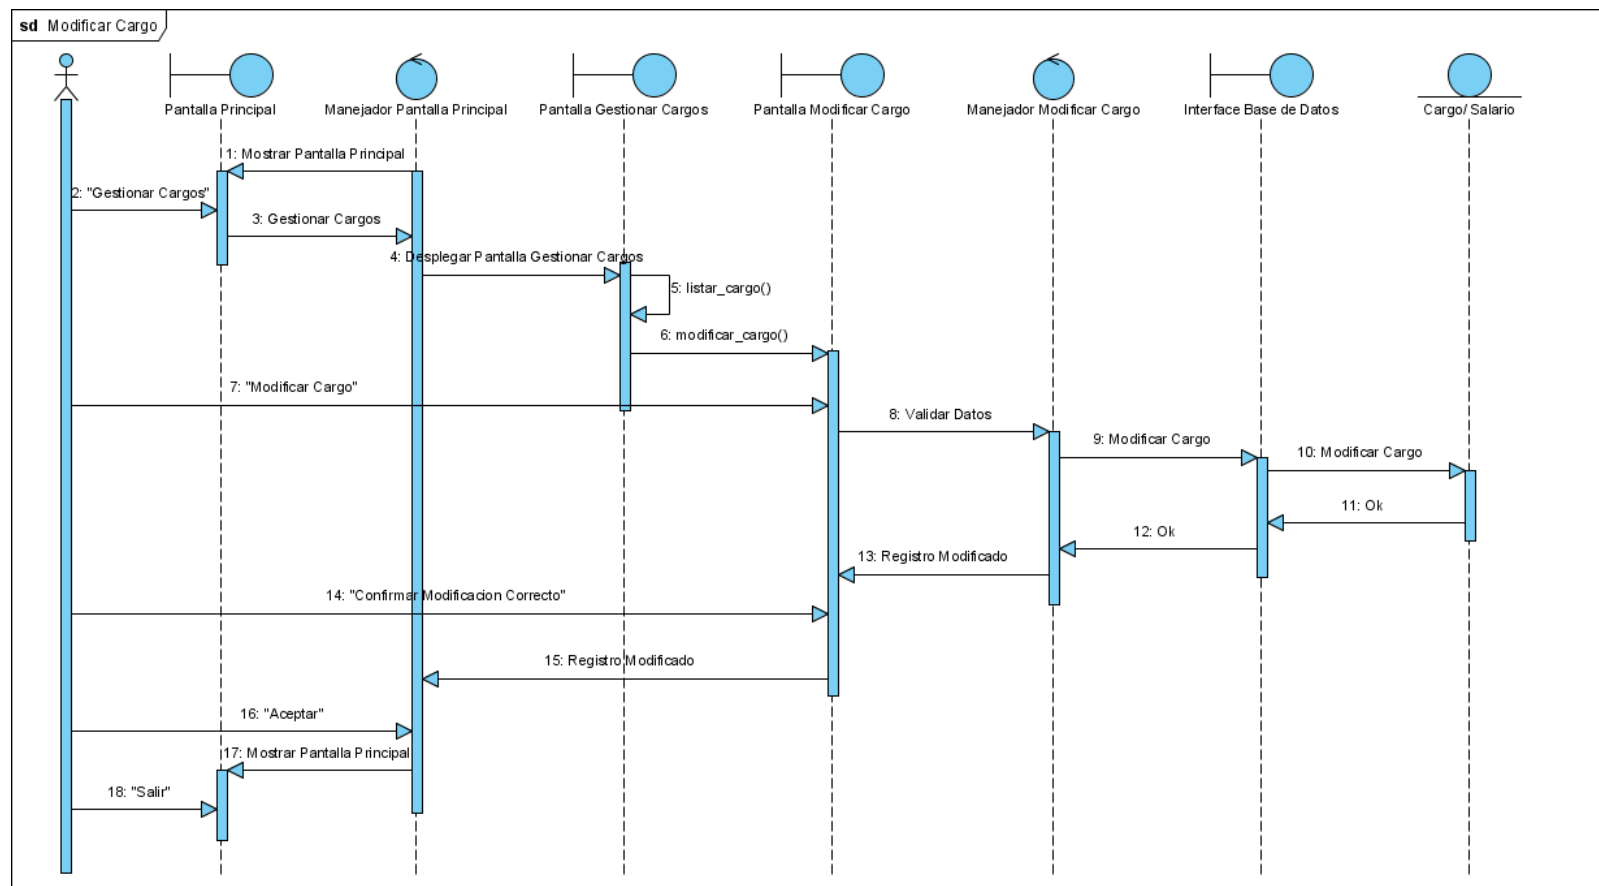 sd Modificar Cargo
Pantalla Principal
Manejador Pantalla Principal
Pantalla Gestionar Cargos
Pantalla Modificar Cargo
Manejador Modificar Cargo
Interface Base de Datos
Cargo/ Salario
1: Mostrar Pantalla Principal
2: "Gestionar Cargos"
3: Gestionar Cargos
4: Desplegar Pantalla Gestionar Cargos
5: listar_cargo()
6: modificar_cargo()
7: "Modificar Cargo"
8: Validar Datos
9: Modificar Cargo
10: Modificar Cargo
11: Ok
12: Ok
13: Registro Modificado
14: "Confirmar Modificacion Correcto"
15: Registro Modificado
16: "Aceptar"
17: Mostrar Pantalla Principal
18: "Salir"